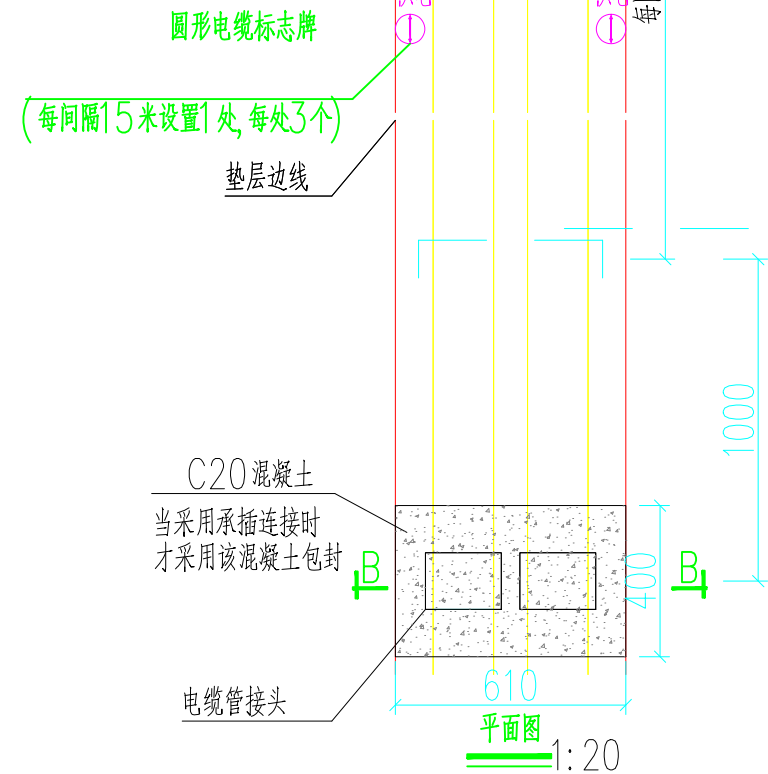 圆形电缆标志牌
(每间隔15米设置1处,每处3个)
垫层边线
1000
C20混凝土
当采用承插连接时
才采用该混凝土包封
B
B
400
电缆管接头
610
平面图
1:20